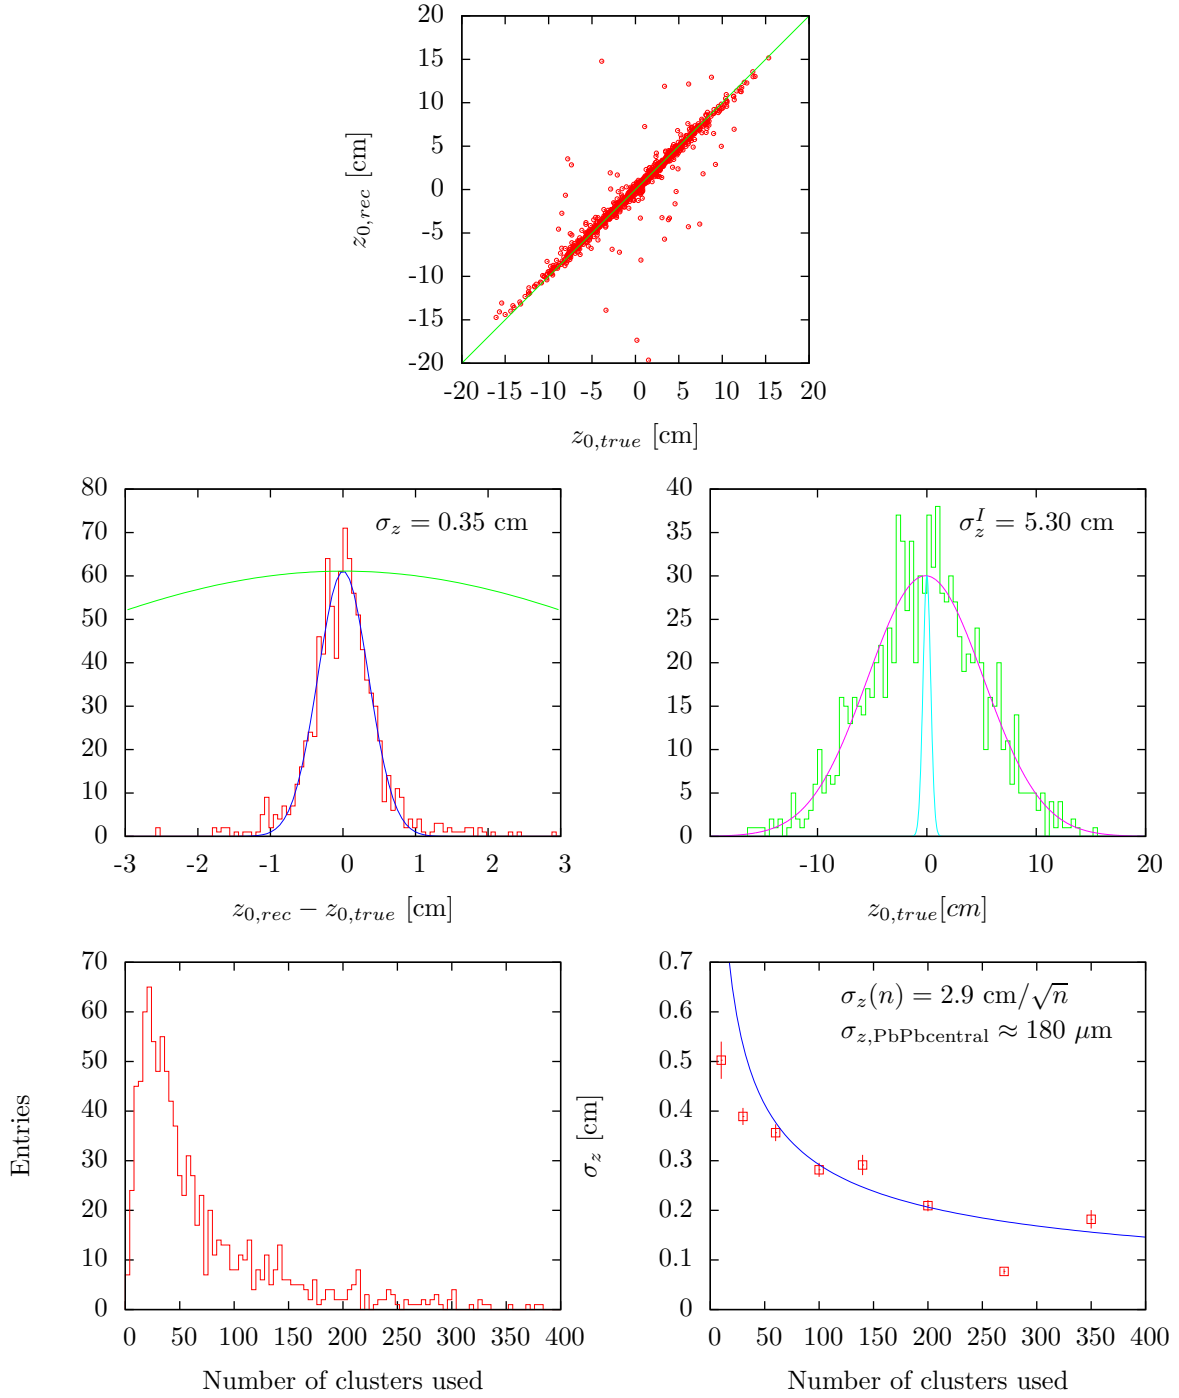 20
15
10
5
0
-5
-10
-15
-20
z0,rec [cm]
-20 -15 -10 -5 0 5 10 15 20
z0,true [cm]
80
70
60
50
40
30
20
10
0
σz = 0.35 cm
-3 -2 -1 0 1 2 3
z0,rec − z0,true [cm]
40
35
30
25
20
15
10
5
0
σzI = 5.30 cm
-10 0 10 20
z0,true[cm]
70
60
50
40
30
20
10
0
Entries
0 50 100 150 200 250 300 350 400
Number of clusters used
0.7
0.6
0.5
0.4
0.3
0.2
0.1
0
σz [cm]
σz(n) = 2.9 cm/√n
σz,PbPbcentral ≈ 180 μm
0 50 100 150 200 250 300 350 400
Number of clusters used